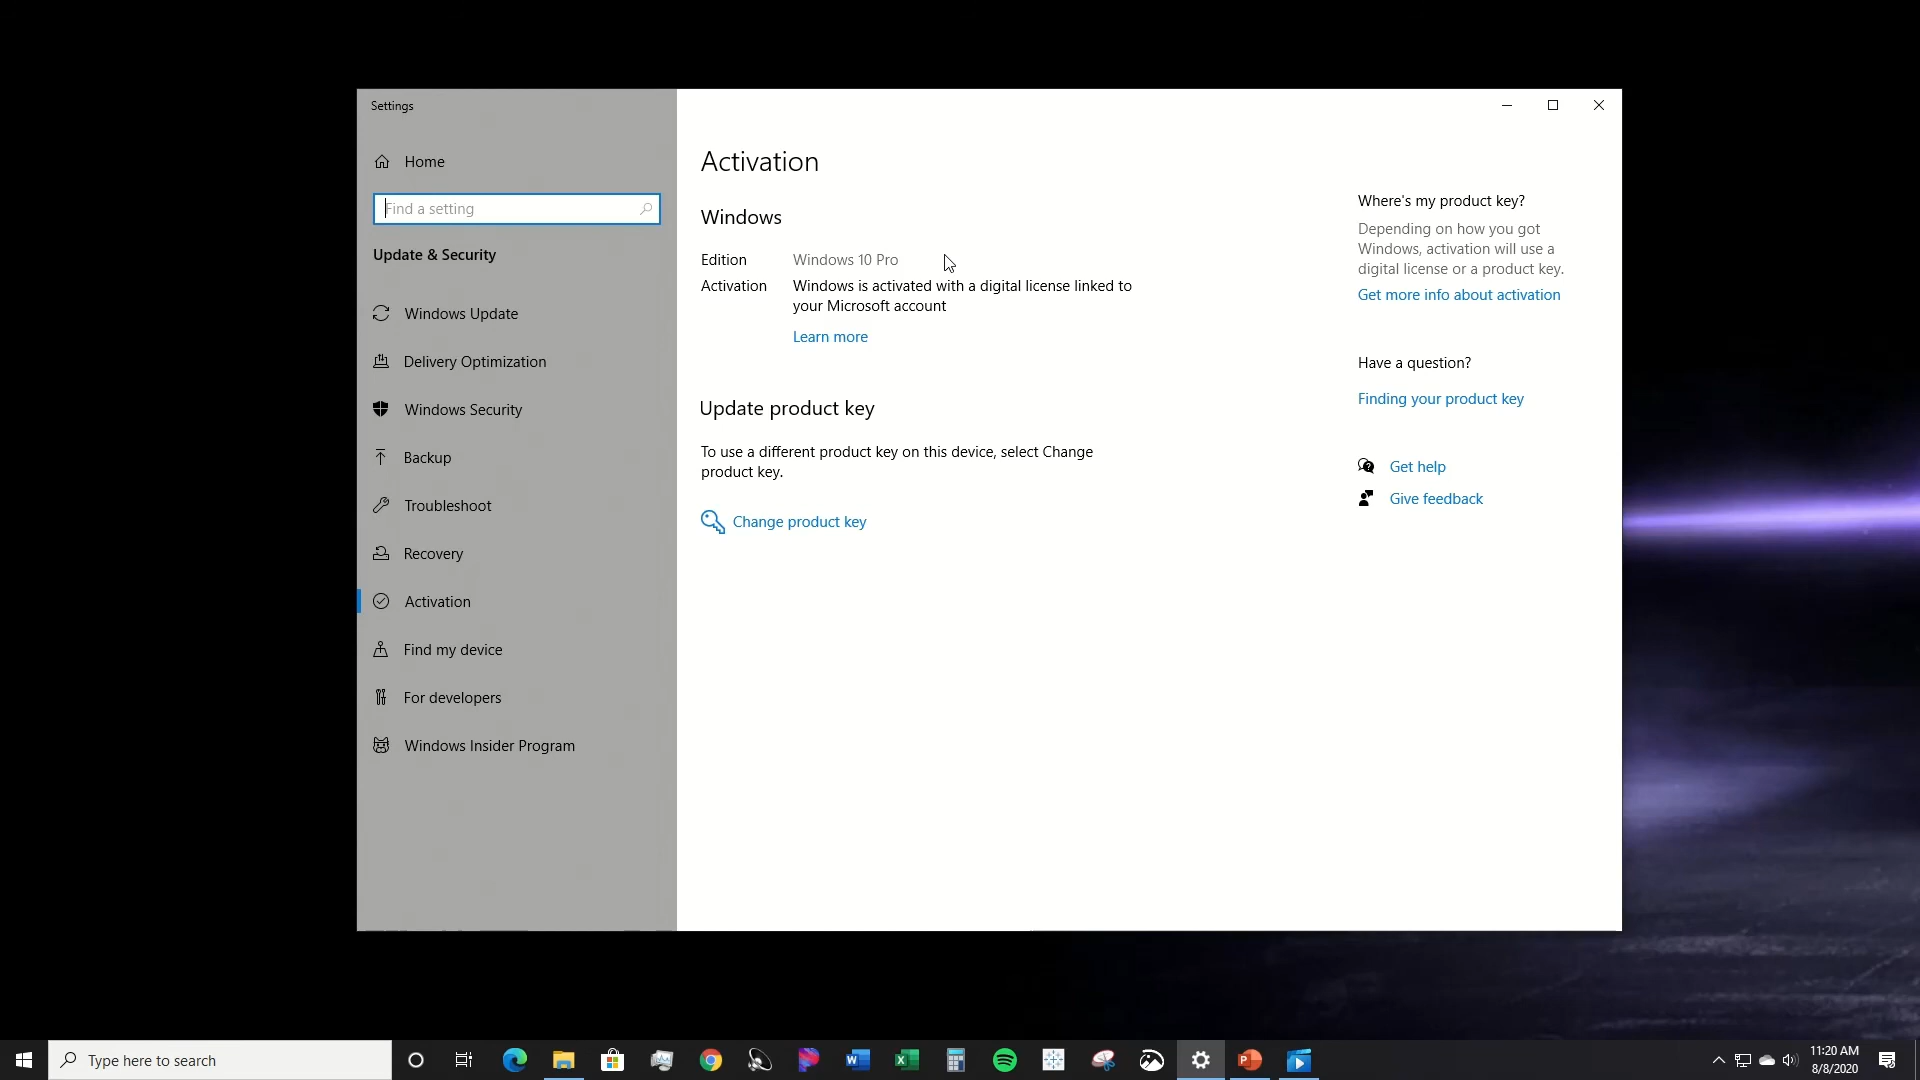 Settings
Home
Find a setting
Update & Security
Windows Update
Delivery Optimization
Windows Security
Backup
Troubleshoot
Recovery
Activation
Find my device
For developers
Windows Insider Program
Activation
Windows
Edition Windows 10 Pro
Activation Windows is activated with a digital license linked to
your Microsoft account
Learn more
Update product key
To use a different product key on this device, select Change
product key.
Change product key
Where's my product key?
Depending on how you got
Windows, activation will use a
digital license or a product key.
Get more info about activation
Have a question?
Finding your product key
Get help
Give feedback
Type here to search
11:20 AM
8/8/2020